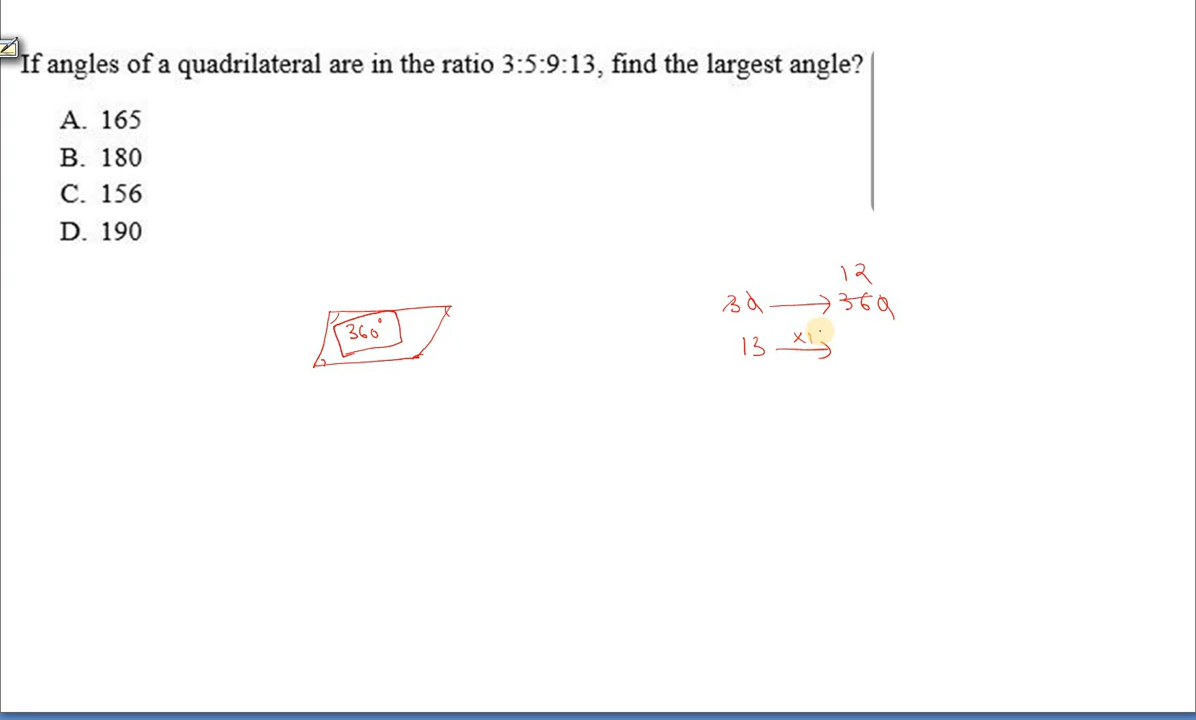 If angles of a quadrilateral are in the ratio 3:5:9:13, find the largest angle?
A. 165
B. 180
C. 156
D. 190
12
30 → 360
360°
13 →